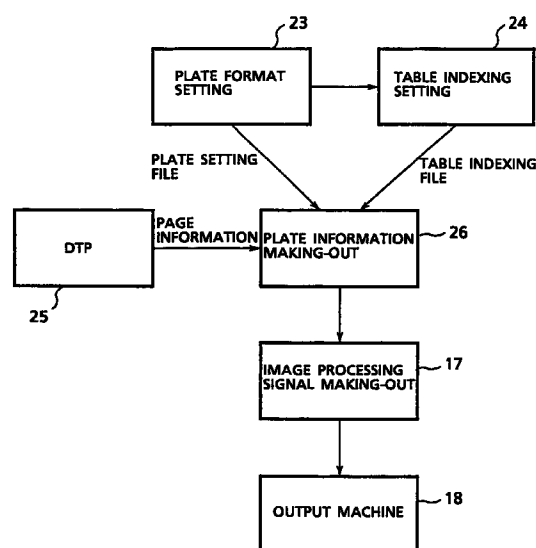 23
24
PLATE FORMAT
SETTING
TABLE INDEXING
SETTING
PLATE SETTING
FILE
TABLE INDEXING
FILE
PAGE
INFORMATION
DTP
25
PLATE INFORMATION
MAKING-OUT
26
IMAGE PROCESSING
SIGNAL MAKING-OUT
17
OUTPUT MACHINE
18